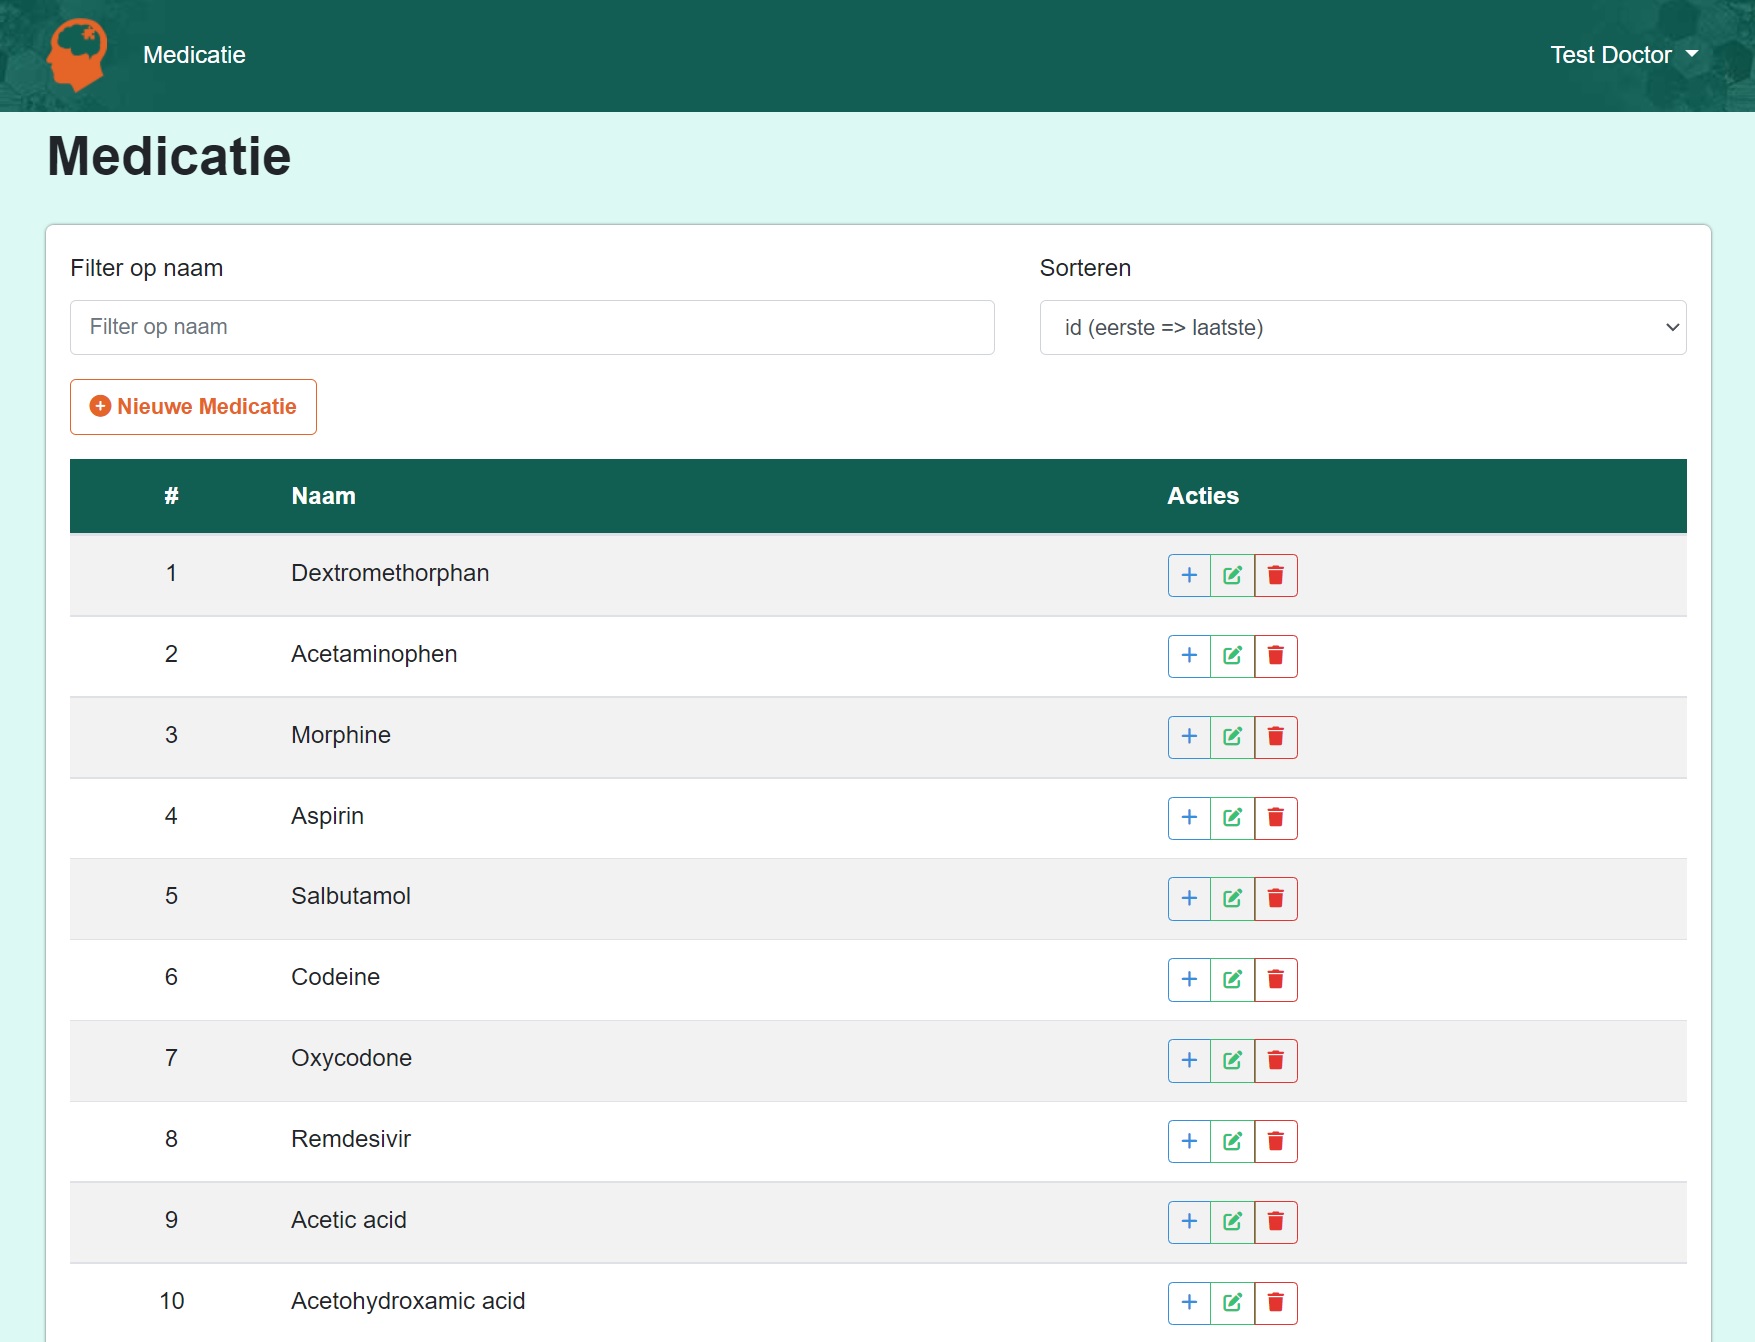 Medicatie
Test Doctor
Medicatie
Filter op naam
Sorteren
Filter op naam
id (eerste => laatste)
Nieuwe Medicatie
# Naam Acties
1 Dextromethorphan
2 Acetaminophen
3 Morphine
4 Aspirin
5 Salbutamol
6 Codeine
7 Oxycodone
8 Remdesivir
9 Acetic acid
10 Acetohydroxamic acid